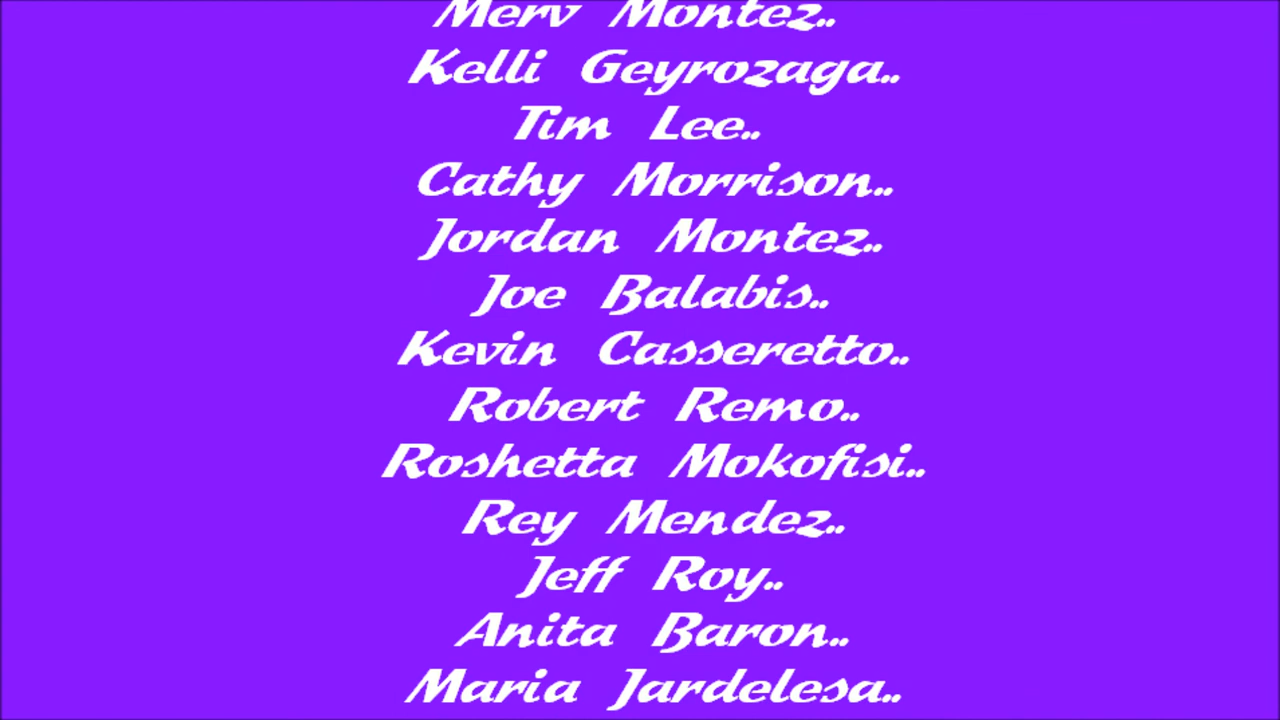 Merv Montez..
Kelli Geyrozaga..
Tim Lee..
Cathy Morrison..
Jordan Montez..
Joe Balabis..
Kevin Casseretto..
Robert Remo..
Roshetta Mokofisi..
Rey Mendez..
Jeff Roy..
Anita Baron..
Maria Jardelesa..